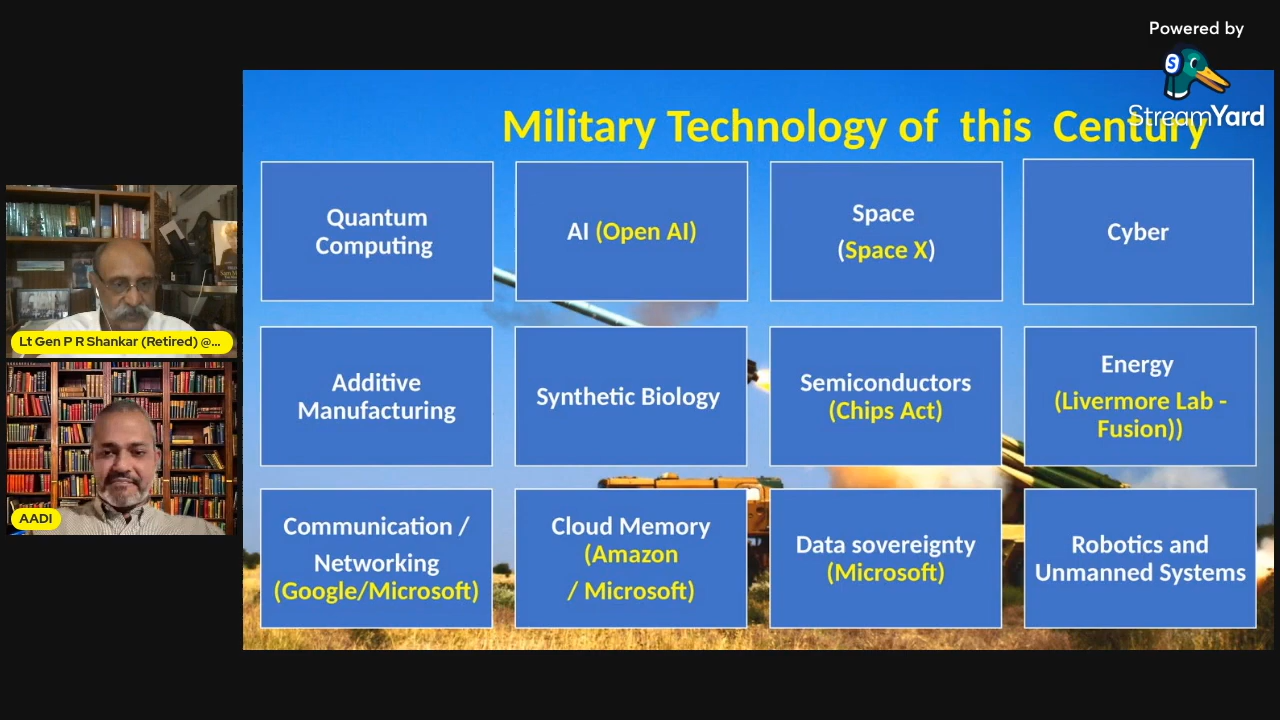 Powered by
StreamYard
Military Technology of this Century
Quantum
Computing
AI (Open AI)
Space
(Space X)
Cyber
Additive
Manufacturing
Synthetic Biology
Semiconductors
(Chips Act)
Energy
(Livermore Lab -
Fusion))
Communication /
Networking
(Google/Microsoft)
Cloud Memory
(Amazon
/ Microsoft)
Data sovereignty
(Microsoft)
Robotics and
Unmanned Systems
Lt Gen P R Shankar (Retired) @...
AADI